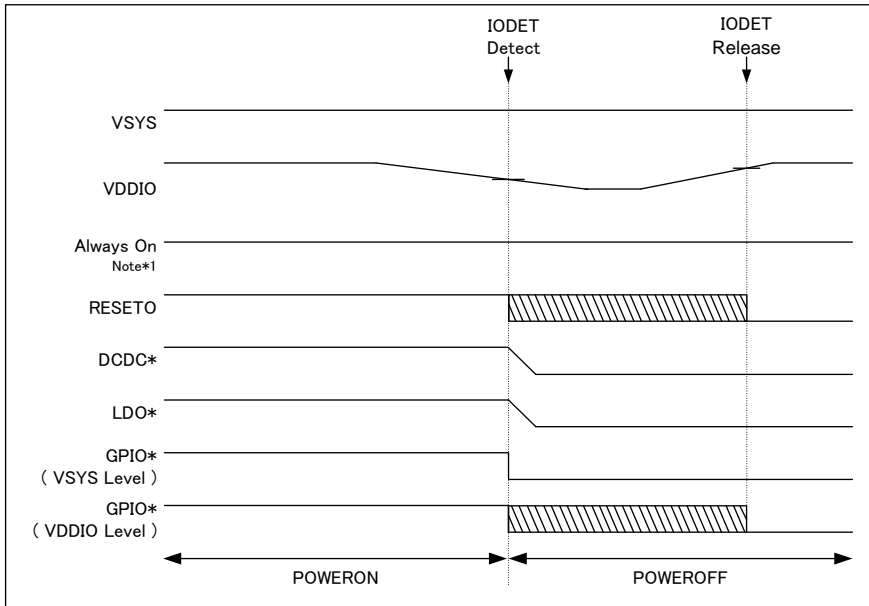 IODET
Detect
IODET
Release
VSYS
VDDIO
Always On
Note*1
RESETO
DCDC*
LDO*
GPIO*
( VSYS Level )
GPIO*
( VDDIO Level )
POWERON
POWEROFF